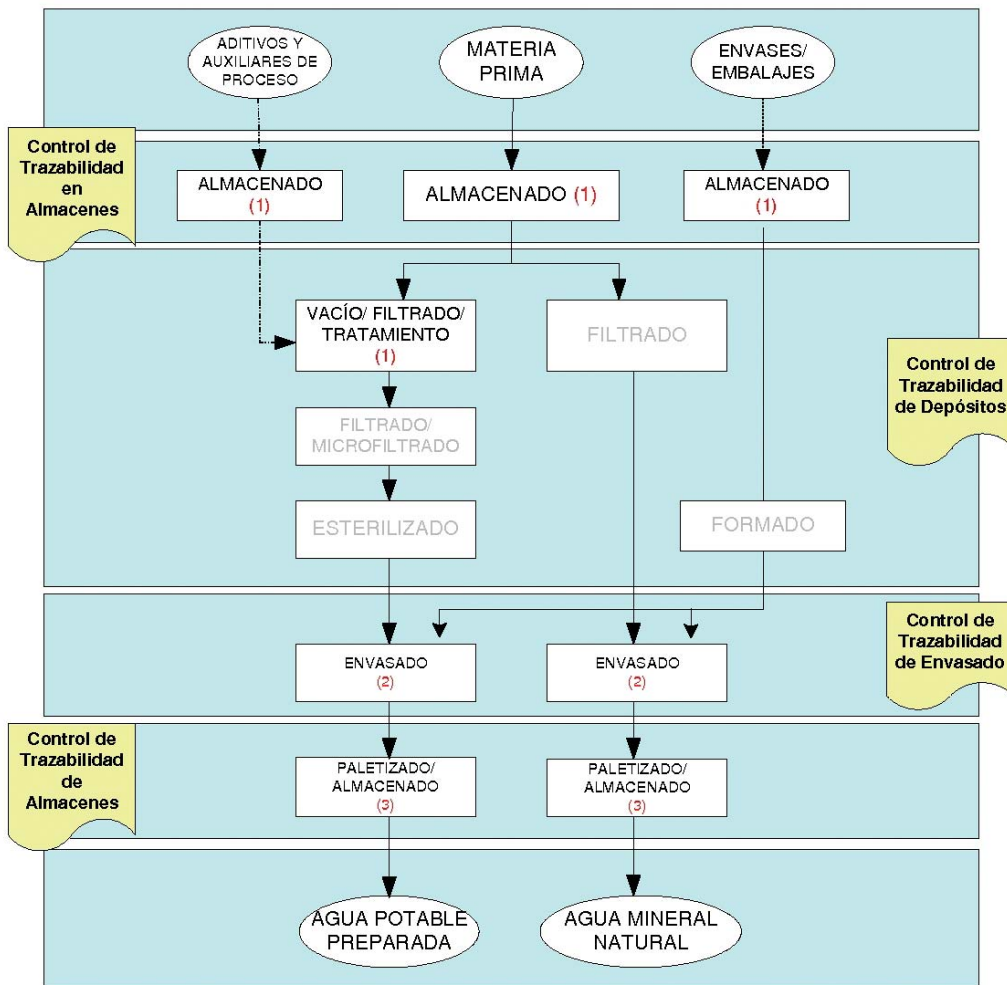 ADITIVOS Y
AUXILIARES DE
PROCESO
MATERIA
PRIMA
ENVASES/
EMBALAJES
Control de
Trazabilidad
en
Almacenes
ALMACENADO
(1)
ALMACENADO (1)
ALMACENADO
(1)
VACÍO/ FILTRADO/
TRATAMIENTO
(1)
FILTRADO
Control de
Trazabilidad
de Depósitos
FILTRADO/
MICROFILTRADO
ESTERILIZADO
FORMADO
Control de
Trazabilidad
de Envasado
ENVASADO
(2)
ENVASADO
(2)
Control de
Trazabilidad
de
Almacenes
PALETIZADO/
ALMACENADO
(3)
PALETIZADO/
ALMACENADO
(3)
AGUA POTABLE
PREPARADA
AGUA MINERAL
NATURAL